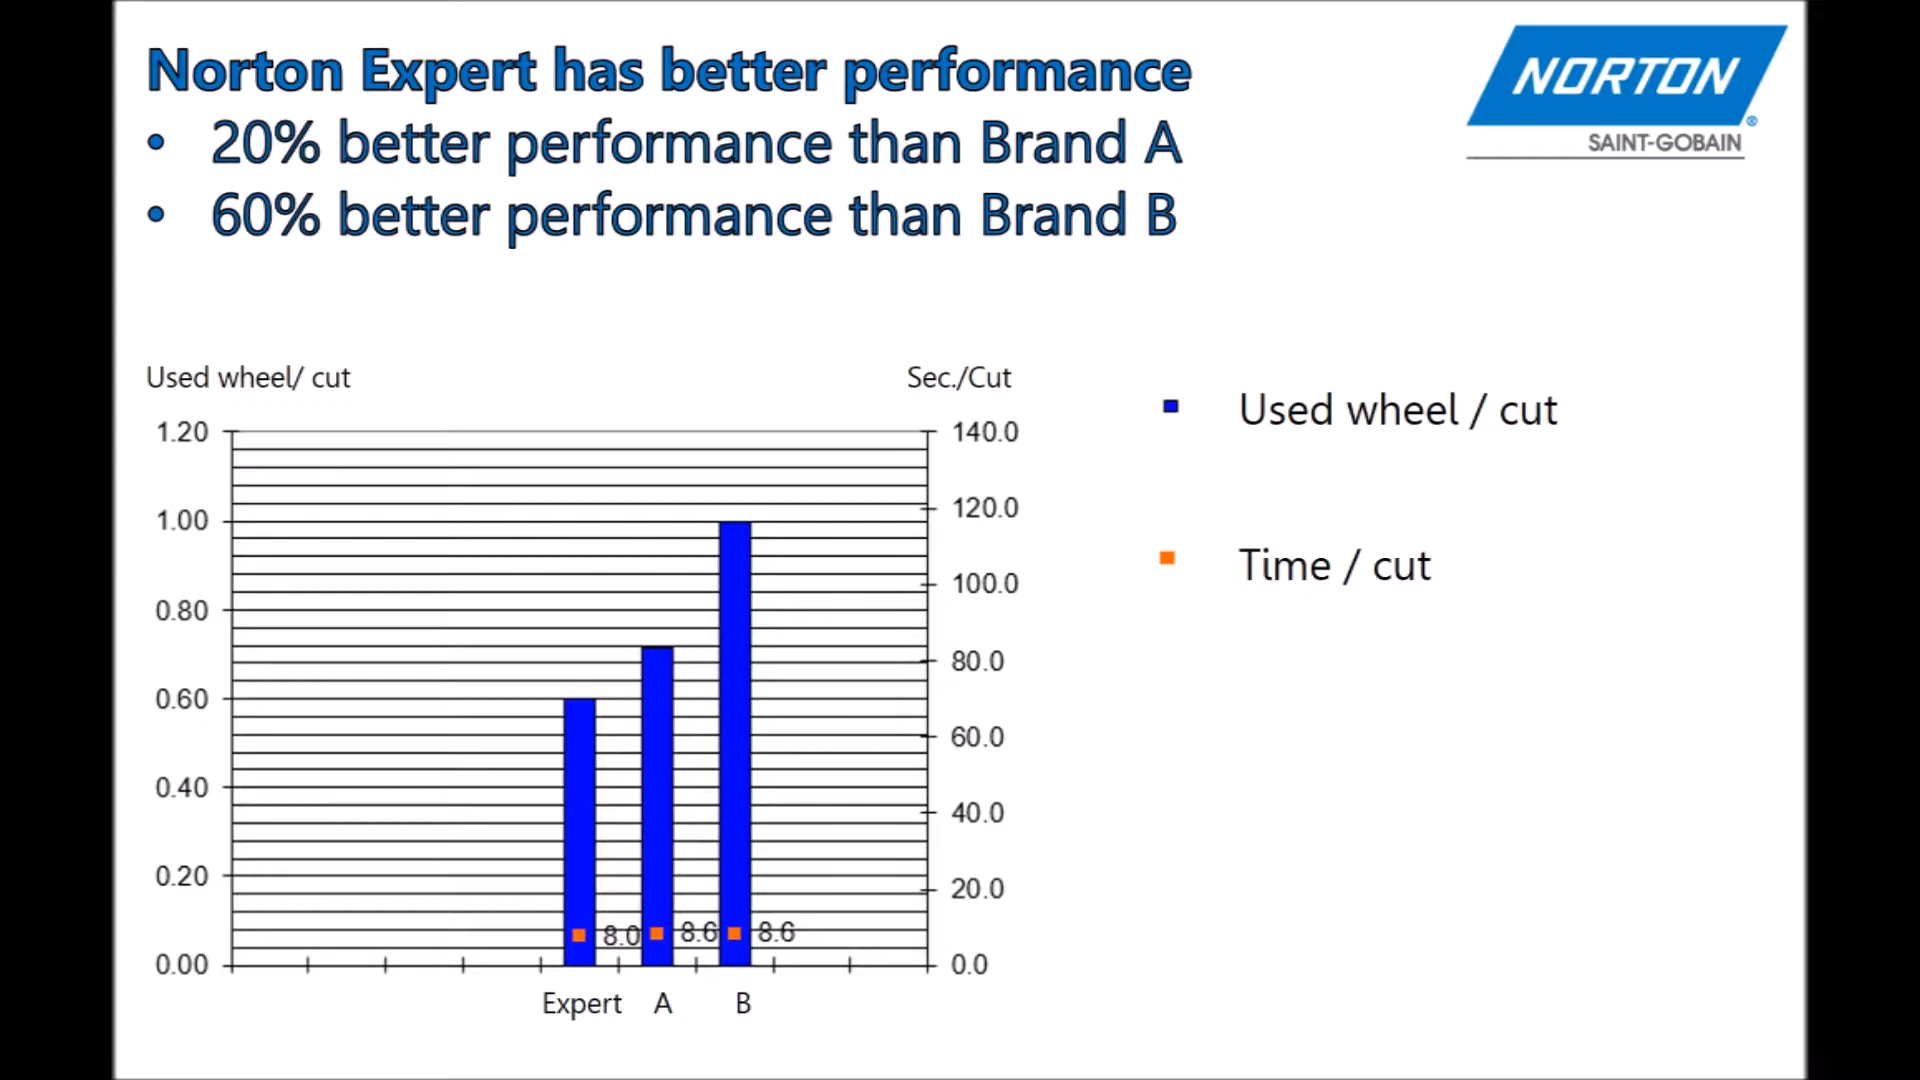 Norton Expert has better performance
• 20% better performance than Brand A
• 60% better performance than Brand B
NORTON
®
SAINT-GOBAIN
Used wheel/ cut
Sec./Cut
1.20
1.00
0.80
0.60
0.40
0.20
0.00
140.0
120.0
100.0
80.0
60.0
40.0
20.0
0.0
8.0
8.6
8.6
Expert
A
B
Used wheel / cut
Time / cut